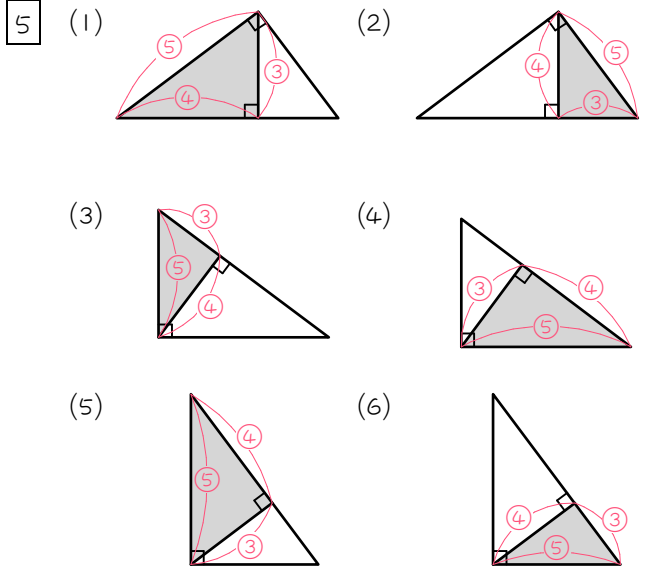 5 (1) (2)
⑤ ③ ④
④ ⑤ ③
(3) (4)
③ ⑤ ④
③ ④ ⑤
(5) (6)
④ ⑤ ③
④ ③ ⑤